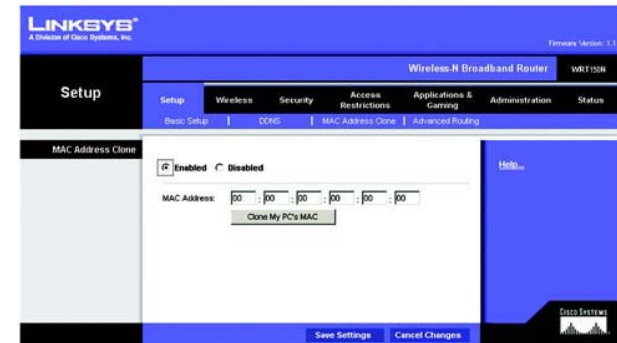 LINKSYS®
A Division of Cisco Systems, Inc.
Firmware Version: 1.1
Wireless-N Broadband Router WRT150N
Setup
Setup Wireless Security Access Restrictions Applications & Gaming Administration Status
Basic Setup | DDNS | MAC Address Clone | Advanced Routing
MAC Address Clone
Enabled Disabled
Help...
MAC Address: 00 : 00 : 00 : 00 : 00 : 00
Clone My PC's MAC
CISCO SYSTEMS
Save Settings Cancel Changes